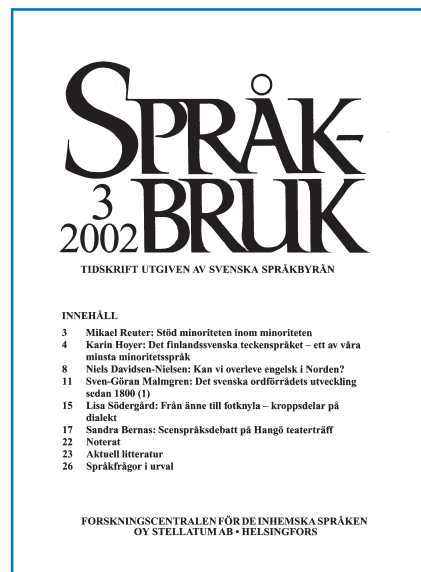 SPRÅK-
3
2002 BRUK
TIDSKRIFT UTGIVEN AV SVENSKA SPRÅKBYRÅN
INNEHÅLL
3 Mikael Reuter: Stöd minoriteten inom minoriteten
4 Karin Hoyer: Det finlandssvenska teckenspråket – ett av våra
minsta minoritetsspråk
8 Niels Davidsen-Nielsen: Kan vi overleve engelsk i Norden?
11 Sven-Göran Malmgren: Det svenska ordförrådets utveckling
sedan 1800 (1)
15 Lisa Södergård: Från änne till fotknyla – kroppsdelar på
dialekt
17 Sandra Bernas: Scenspråksdebatt på Hangö teaterträff
22 Noterat
23 Aktuell litteratur
26 Språkfrågor i urval
FORSKNINGSCENTRALEN FÖR DE INHEMSKA SPRÅKEN
OY STELLATUM AB • HELSINGFORS